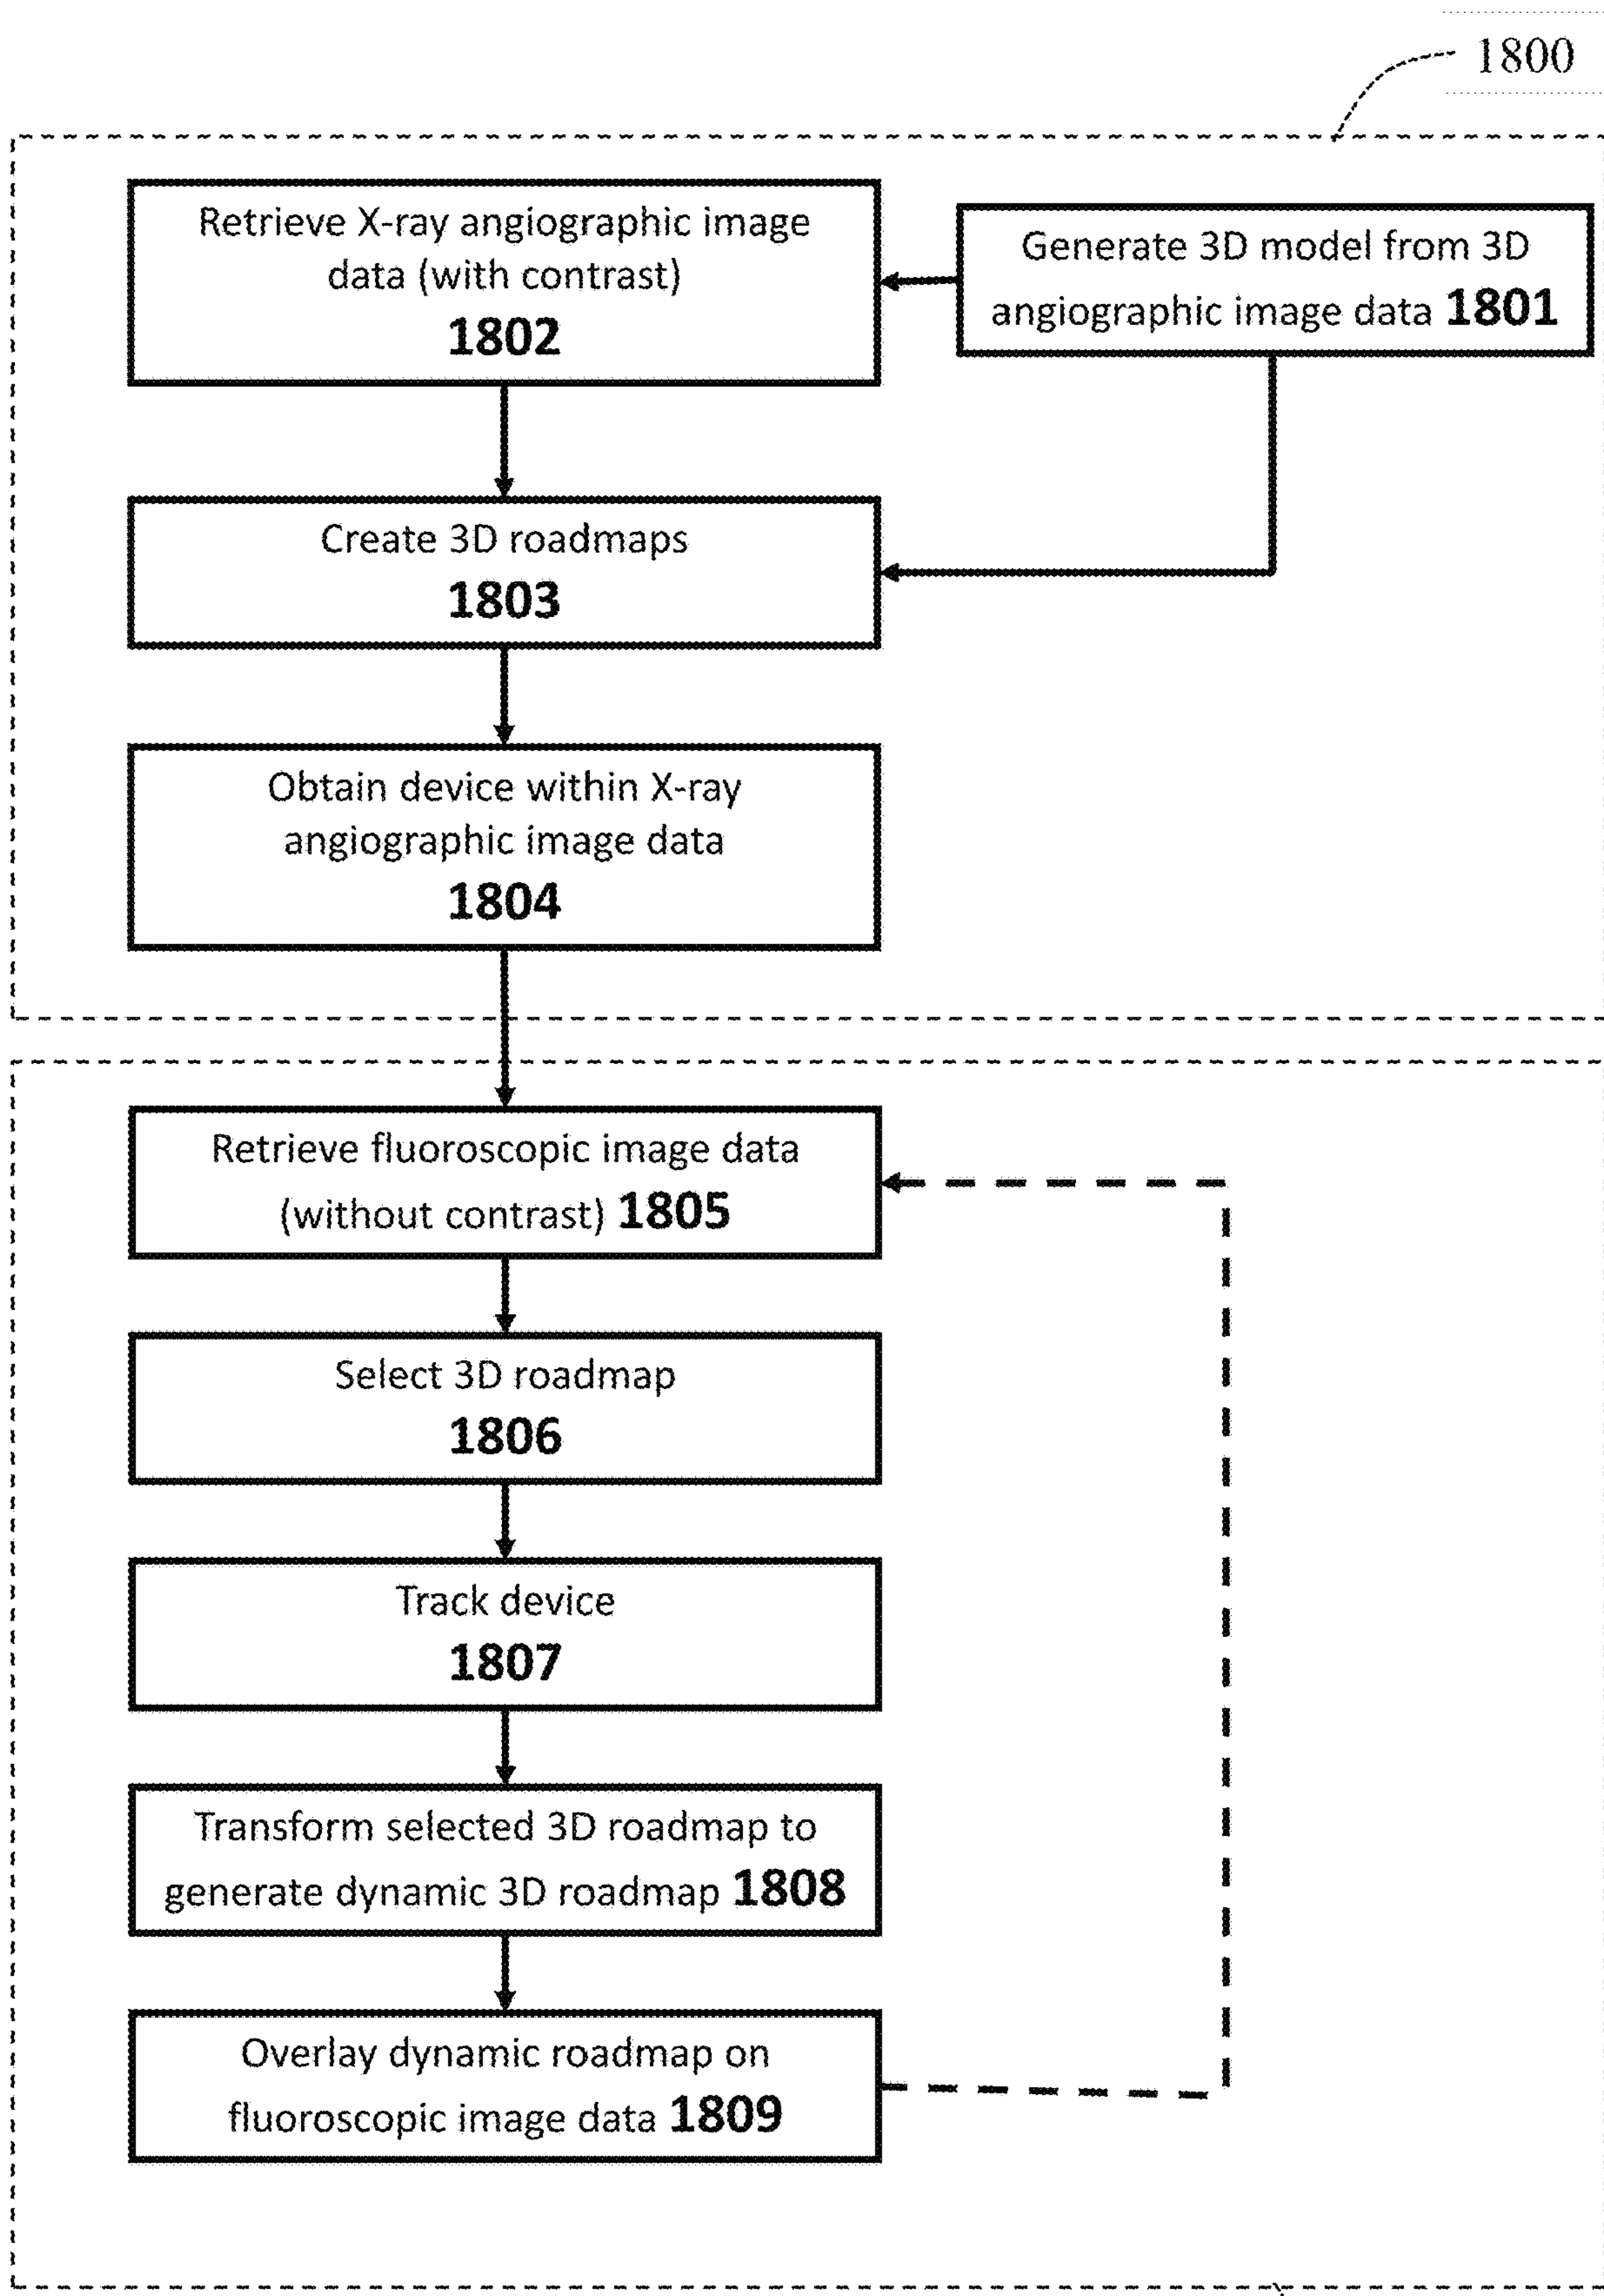 1800
Retrieve X-ray angiographic image
data (with contrast)
1802
Generate 3D model from 3D
angiographic image data 1801
Create 3D roadmaps
1803
Obtain device within X-ray
angiographic image data
1804
Retrieve fluoroscopic image data
(without contrast) 1805
Select 3D roadmap
1806
Track device
1807
Transform selected 3D roadmap to
generate dynamic 3D roadmap 1808
Overlay dynamic roadmap on
fluoroscopic image data 1809